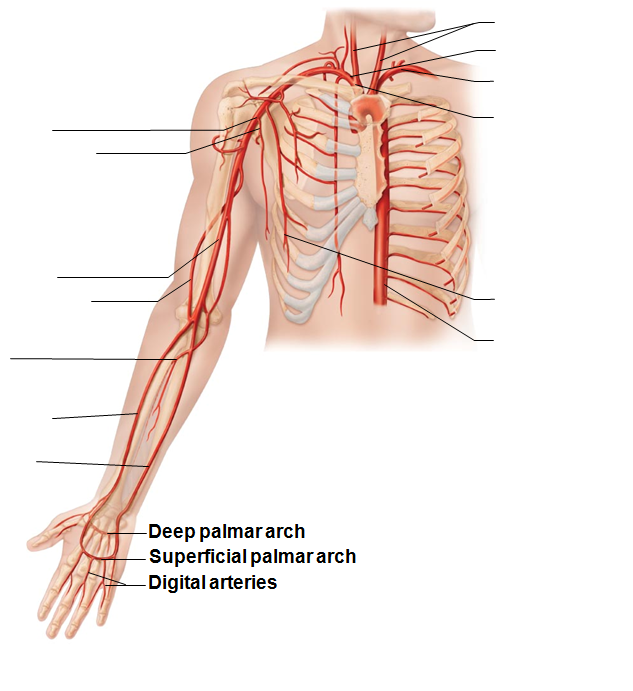 Deep palmar arch
Superficial palmar arch
Digital arteries